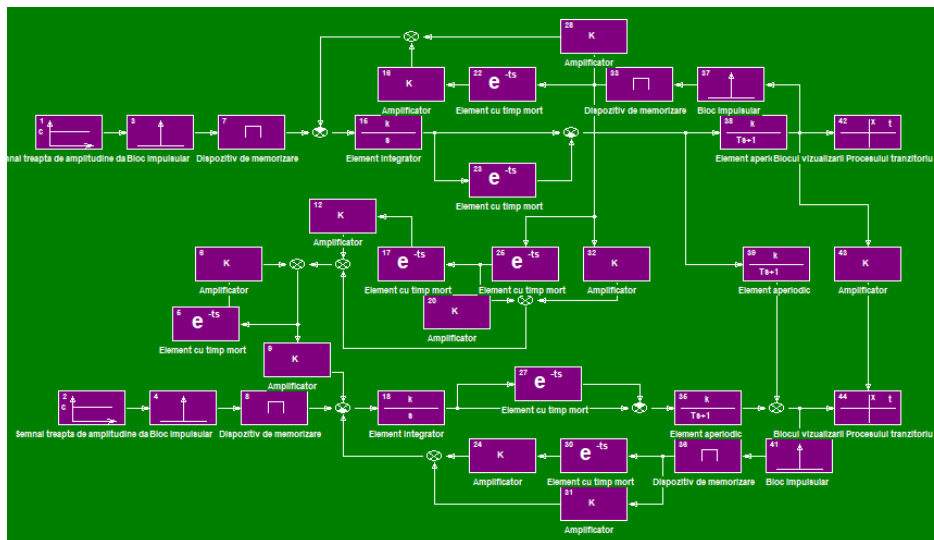 28
K
Amplificator
16
K
Amplificator
22
e -ts
Element cu timp mort
33
Dispozitiv de memorizare
37
Bloc impulsular
1
C
emnal treapta de amplitudine da
3
Bloc impulsular
7
Dispozitiv de memorizare
15
k
s
Element integrator
38
k
Ts+1
Element aperi
42
x t
Blocul vizualizarii Procesului tranzitoriu
23
e -ts
Element cu timp mort
12
K
Amplificator
6
K
Amplificator
17
e -ts
Element cu timp mort
25
e -ts
Element cu timp mort
32
K
Amplificator
39
k
Ts+1
Element aperiodic
43
K
Amplificator
20
K
Amplificator
5
e -ts
Element cu timp mort
9
K
Amplificator
2
C
Semnal treapta de amplitudine da
4
Bloc impulsular
8
Dispozitiv de memorizare
18
k
s
Element integrator
27
e -ts
Element cu timp mort
35
k
Ts+1
Element aperiodic
44
x t
Blocul vizualizarii Procesului tranzitoriu
24
K
Amplificator
30
e -ts
Element cu timp mort
36
Dispozitiv de memorizare
41
Bloc impulsular
31
K
Amplificator